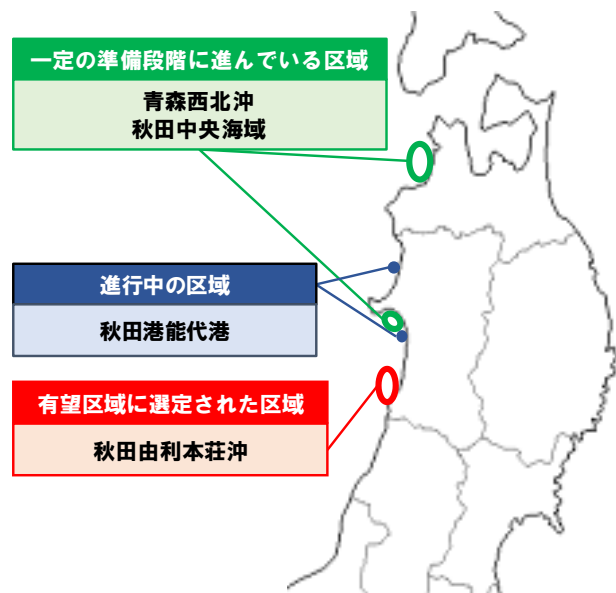 一定の準備段階に進んでいる区域
青森西北沖
秋田中央海域
進行中の区域
秋田港能代港
有望区域に選定された区域
秋田由利本荘沖